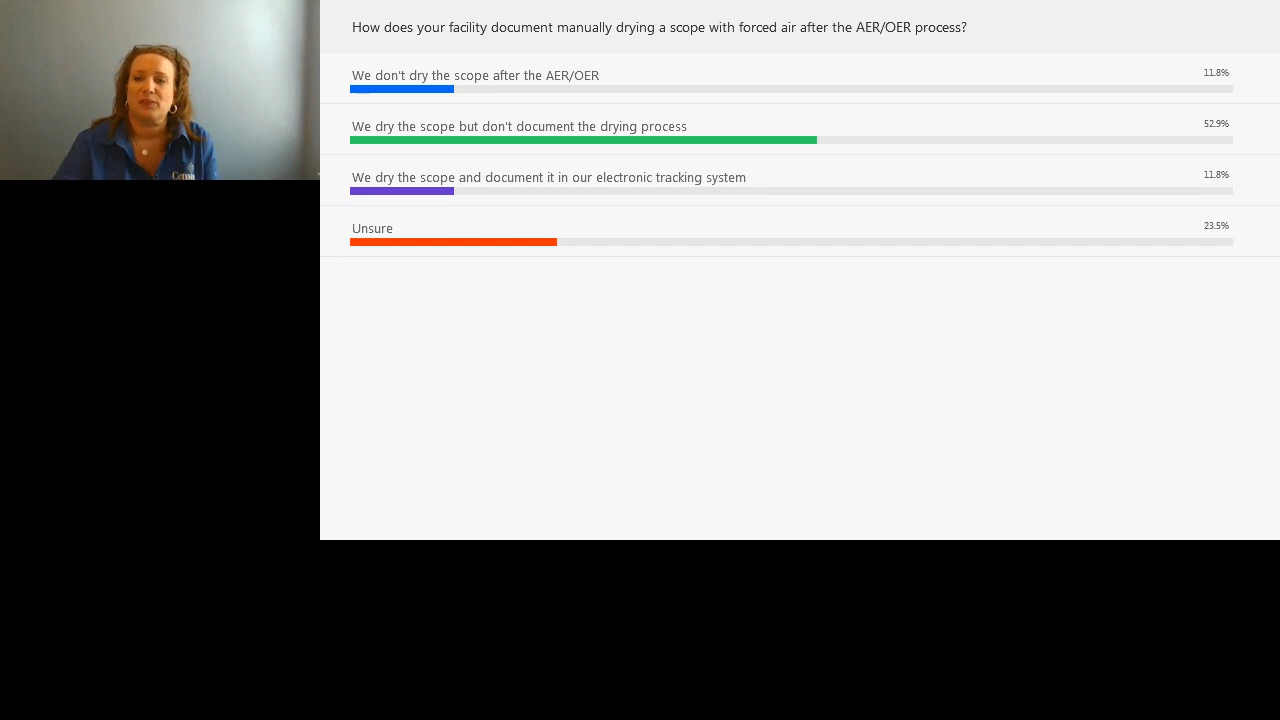 How does your facility document manually drying a scope with forced air after the AER/OER process?
We don't dry the scope after the AER/OER
11.8%
We dry the scope but don't document the drying process
52.9%
We dry the scope and document it in our electronic tracking system
11.8%
Unsure
23.5%